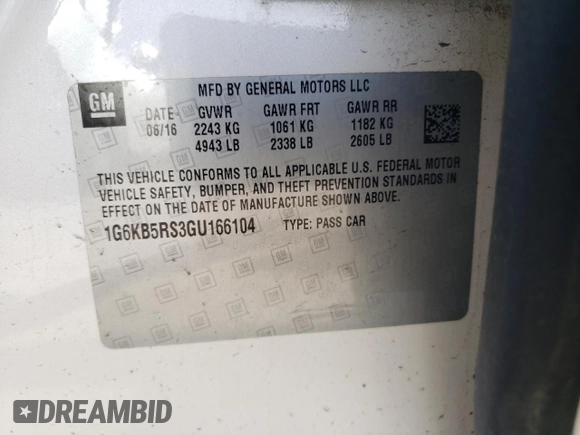 GM
MFD BY GENERAL MOTORS LLC
DATE GVWR GAWR FRT GAWR RR
06/16 2243 KG 1061 KG 1182 KG
4943 LB 2338 LB 2605 LB
THIS VEHICLE CONFORMS TO ALL APPLICABLE U.S. FEDERAL MOTOR
VEHICLE SAFETY, BUMPER, AND THEFT PREVENTION STANDARDS IN
EFFECT ON THE DATE OF MANUFACTURE SHOWN ABOVE.
1G6KB5RS3GU166104 TYPE: PASS CAR
DREAMBID